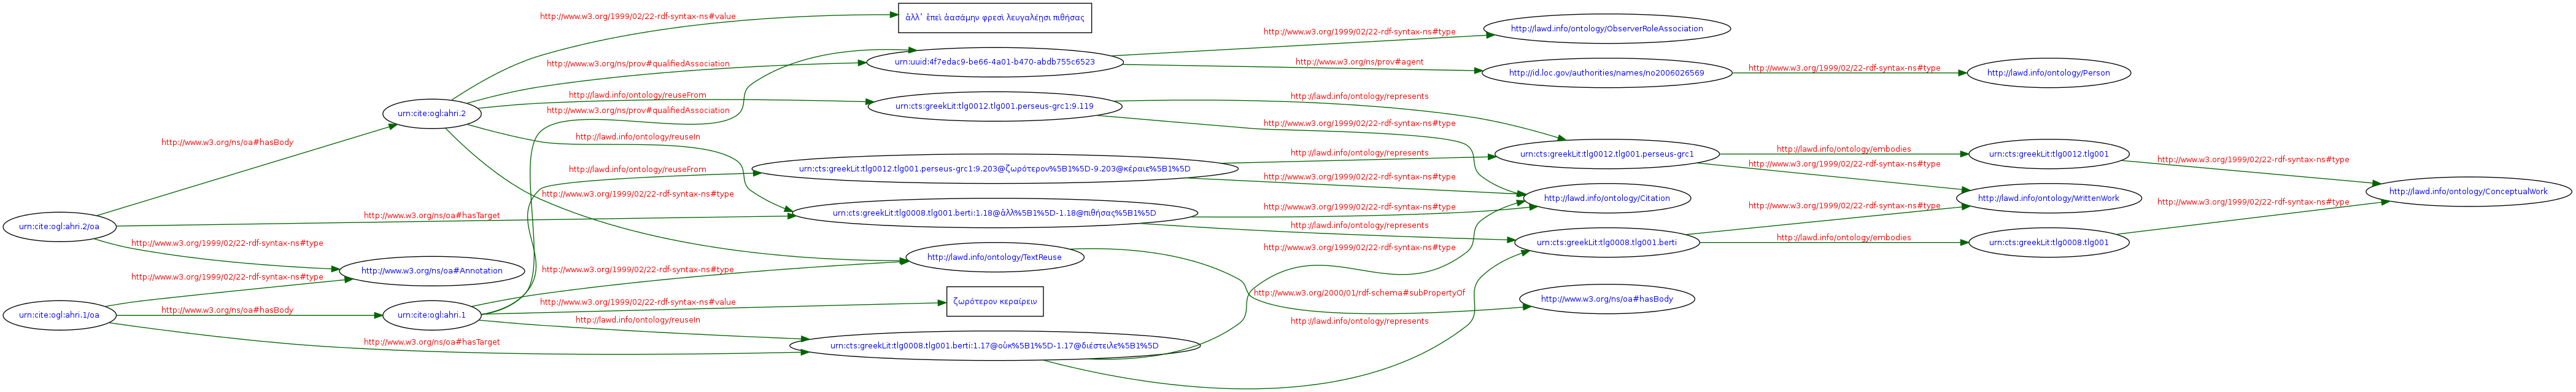 http://www.w3.org/1999/02/22-rdf-syntax-ns#value
ἀλλ᾽ ἐπεὶ ἀασάμην φρεσὶ λευγαλέῃσι πιθήσας
http://www.w3.org/1999/02/22-rdf-syntax-ns#type
http://lawd.info/ontology/ObserverRoleAssociation
http://www.w3.org/ns/prov#qualifiedAssociation
urn:uuid:4f7edac9-be66-4a01-b470-abdb755c6523
http://www.w3.org/ns/prov#agent
http://id.loc.gov/authorities/names/no2006026569
http://www.w3.org/1999/02/22-rdf-syntax-ns#type
http://lawd.info/ontology/Person
http://lawd.info/ontology/reuseFrom
http://www.w3.org/ns/prov#qualifiedAssociation
urn:cite:ogl:ahri.2
urn:cts:greekLit:tlg0012.tlg001.perseus-grc1:9.119
http://lawd.info/ontology/represents
http://www.w3.org/1999/02/22-rdf-syntax-ns#type
http://www.w3.org/ns/oa#hasBody
http://lawd.info/ontology/reuseIn
http://lawd.info/ontology/represents
urn:cts:greekLit:tlg0012.tlg001.perseus-grc1
http://lawd.info/ontology/embodies
urn:cts:greekLit:tlg0012.tlg001
http://www.w3.org/1999/02/22-rdf-syntax-ns#type
http://www.w3.org/1999/02/22-rdf-syntax-ns#type
http://lawd.info/ontology/reuseFrom
urn:cts:greekLit:tlg0012.tlg001.perseus-grc1:9.203@ζωρότερον%5B1%5D-9.203@κέραιε%5B1%5D
http://www.w3.org/1999/02/22-rdf-syntax-ns#type
http://www.w3.org/1999/02/22-rdf-syntax-ns#type
http://lawd.info/ontology/Citation
http://lawd.info/ontology/WrittenWork
http://lawd.info/ontology/ConceptualWork
http://www.w3.org/ns/oa#hasTarget
urn:cts:greekLit:tlg0008.tlg001.berti:1.18@ἀλλ%5B1%5D-1.18@πιθήσας%5B1%5D
http://www.w3.org/1999/02/22-rdf-syntax-ns#type
http://www.w3.org/1999/02/22-rdf-syntax-ns#type
http://www.w3.org/1999/02/22-rdf-syntax-ns#type
urn:cite:ogl:ahri.2/oa
http://lawd.info/ontology/represents
http://www.w3.org/1999/02/22-rdf-syntax-ns#type
http://www.w3.org/1999/02/22-rdf-syntax-ns#type
urn:cts:greekLit:tlg0008.tlg001.berti
http://lawd.info/ontology/embodies
urn:cts:greekLit:tlg0008.tlg001
http://lawd.info/ontology/TextReuse
http://www.w3.org/ns/oa#Annotation
http://www.w3.org/1999/02/22-rdf-syntax-ns#type
http://www.w3.org/1999/02/22-rdf-syntax-ns#type
http://www.w3.org/2000/01/rdf-schema#subPropertyOf
http://www.w3.org/ns/oa#hasBody
http://www.w3.org/1999/02/22-rdf-syntax-ns#value
ζωρότερον κεραίρειν
urn:cite:ogl:ahri.1/oa
http://www.w3.org/ns/oa#hasBody
urn:cite:ogl:ahri.1
http://lawd.info/ontology/reuseIn
http://lawd.info/ontology/represents
http://www.w3.org/ns/oa#hasTarget
urn:cts:greekLit:tlg0008.tlg001.berti:1.17@οὐκ%5B1%5D-1.17@διέστειλε%5B1%5D